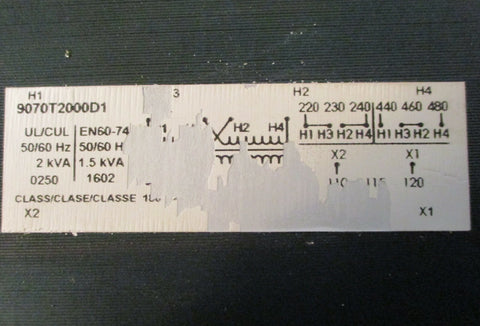 H1 3 H2 H4
9070T2000D1 220 230 240 440 460 480
UL/CUL EN60-74 H2 H4 H1 H3 H2 H4 H1 H3 H2 H4
50/60 Hz 50/60 H
2 kVA 1.5 kVA X2 X1
0250 1602 110 115 120
CLASS/CLASE/CLASSE 180
X2 X1